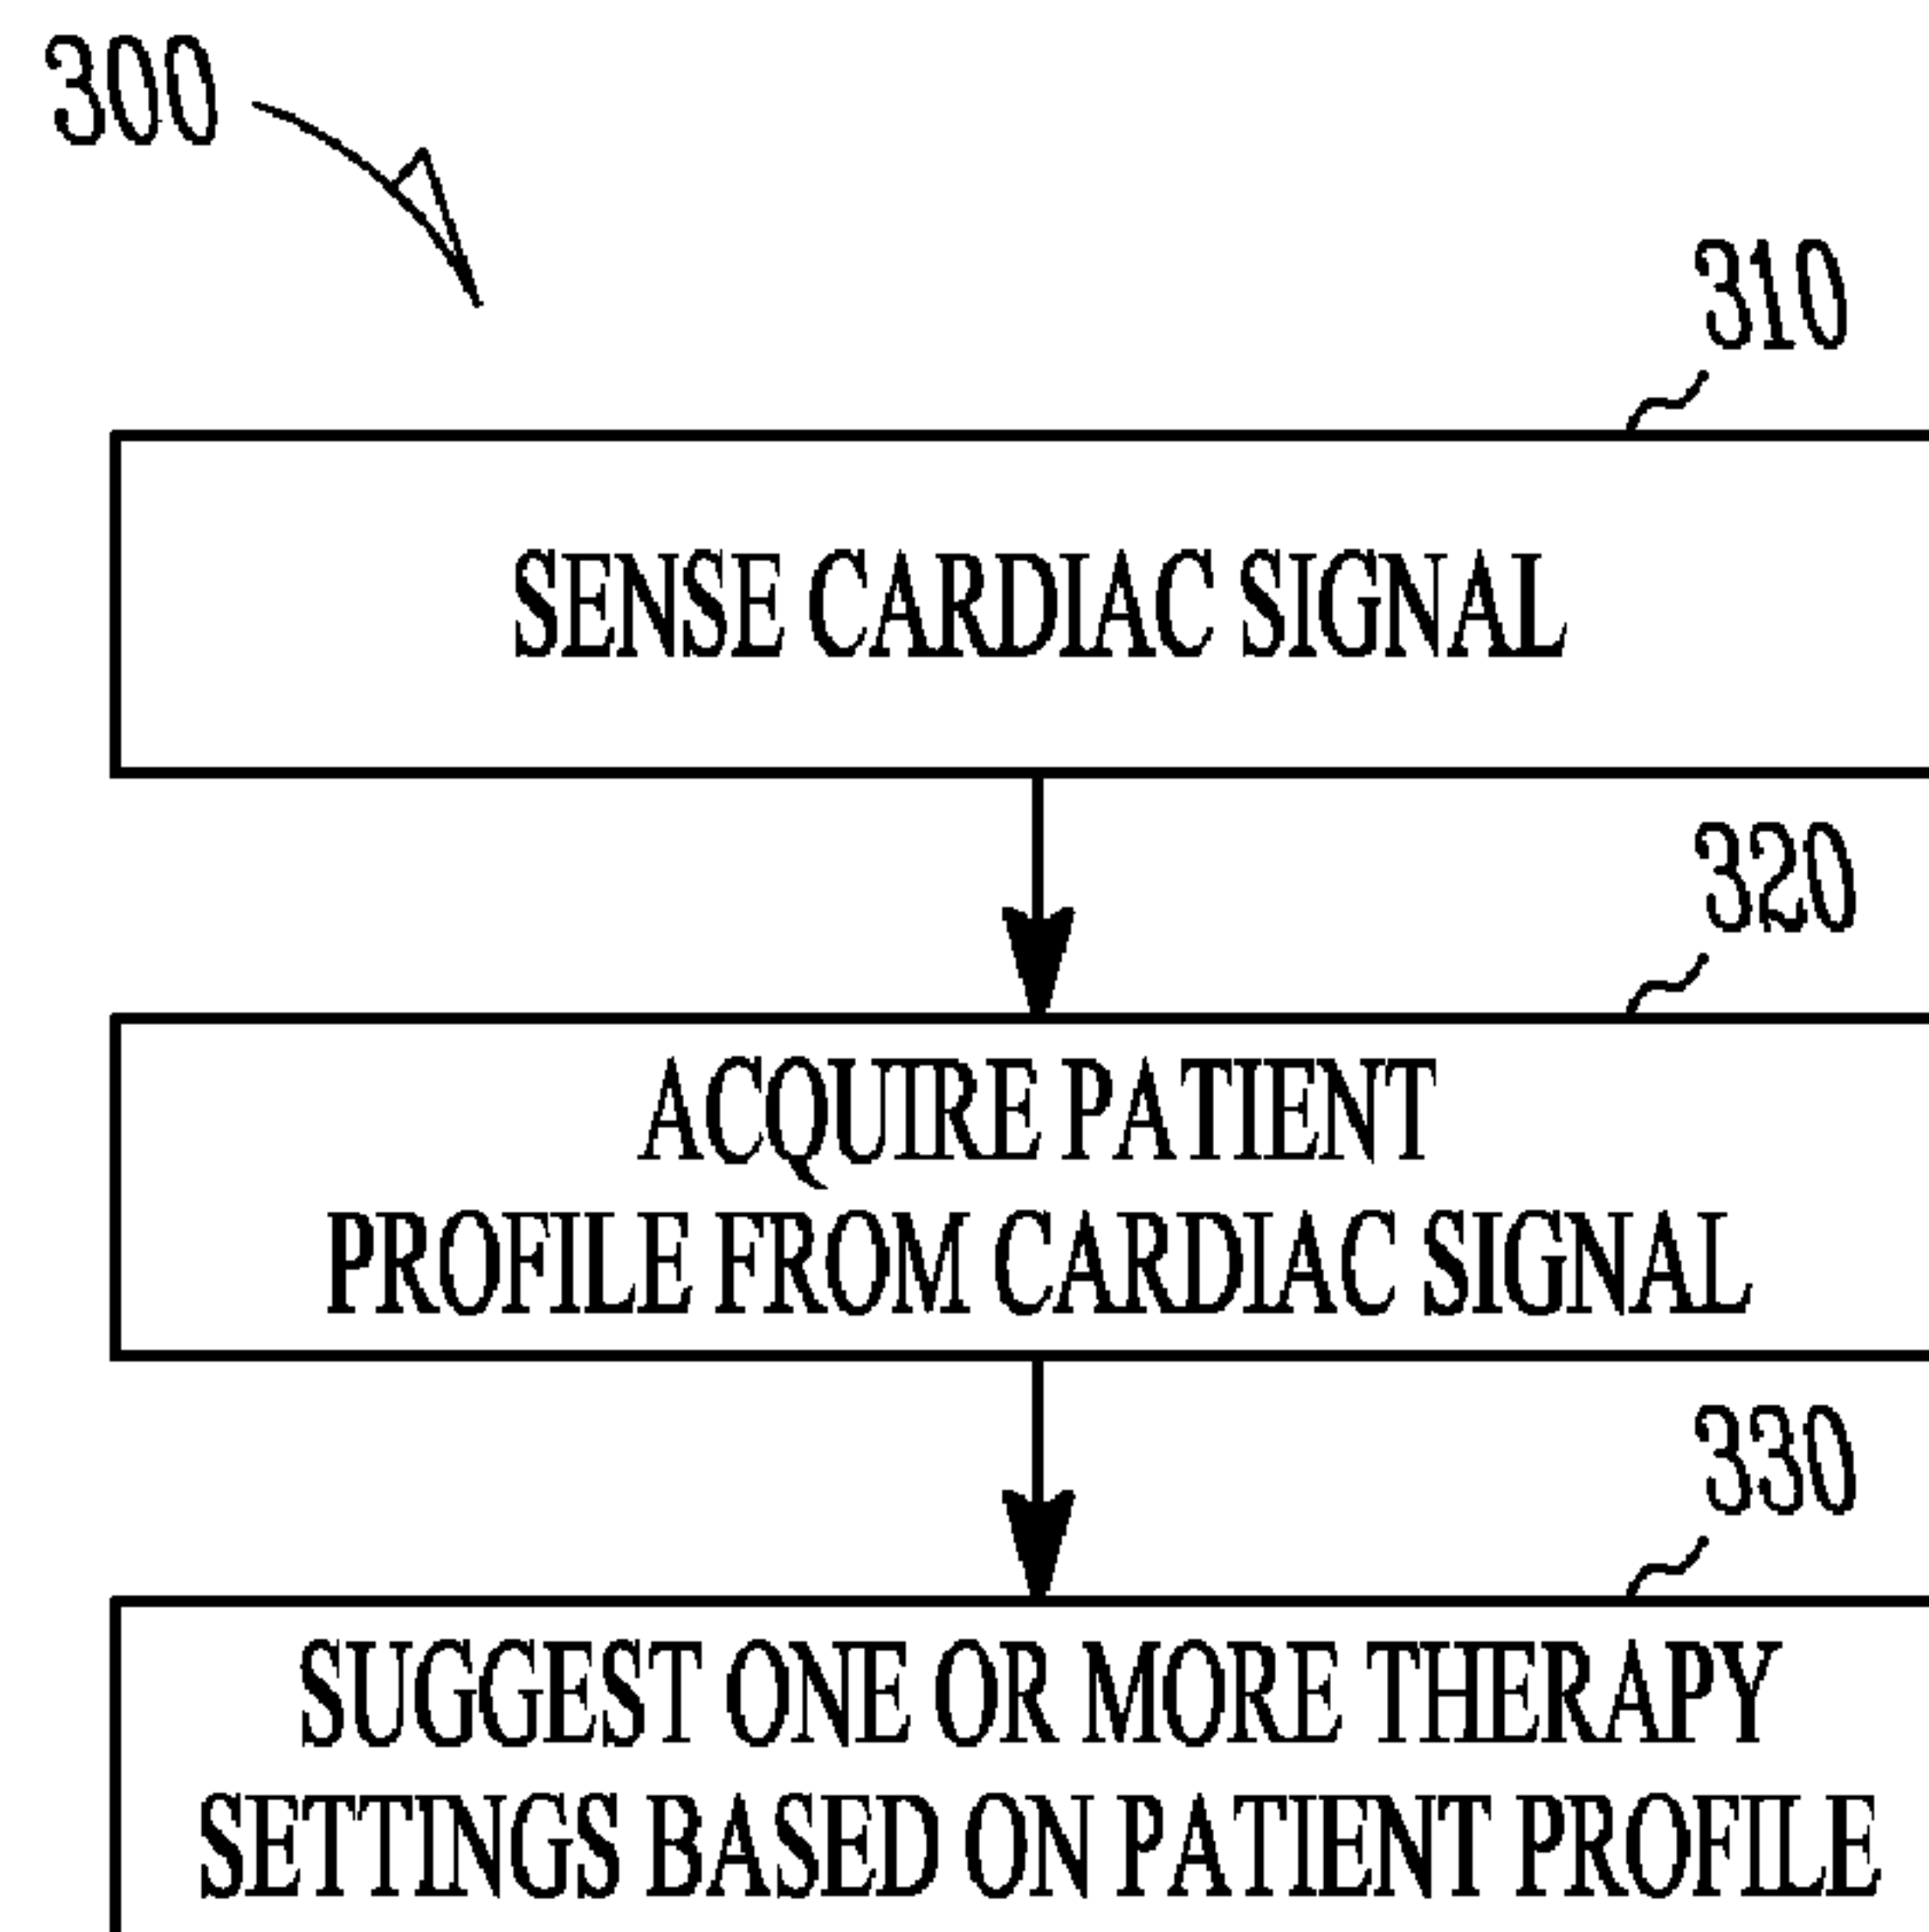 300
310
SENSE CARDIAC SIGNAL
320
ACQUIRE PATIENT
PROFILE FROM CARDIAC SIGNAL
330
SUGGEST ONE OR MORE THERAPY
SETTINGS BASED ON PATIENT PROFILE